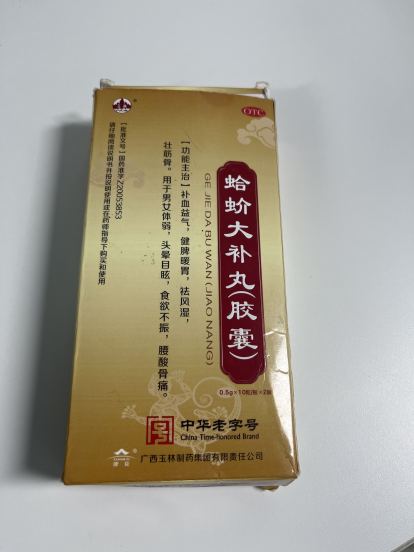 OTC
蛤蚧大补丸(胶囊)
GE JIE DA BU WAN (JIAO NANG)
0.5g×10粒/板×2板
【功能主治】补血益气，健脾暖胃，祛风湿，
壮筋骨。用于男女体弱，头晕目眩，食欲不振，腰酸骨痛。
【批准文号】国药准字Z20053853
请仔细阅读说明书并按说明使用或在药师
指导下购买和使用
中华老字号
China Time-honored Brand
广西玉林制药集团有限责任公司